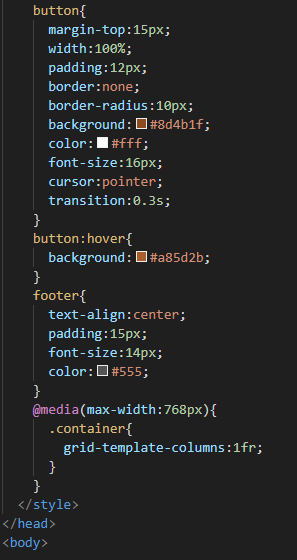 button{
margin-top:15px;
width:100%;
padding:12px;
border:none;
border-radius:10px;
background:#8d4b1f;
color:#fff;
font-size:16px;
cursor:pointer;
transition:0.3s;
}
button:hover{
background:#a85d2b;
}
footer{
text-align:center;
padding:15px;
font-size:14px;
color:#555;
}
@media(max-width:768px){
.container{
grid-template-columns:1fr;
}
}
</style>
</head>
<body>